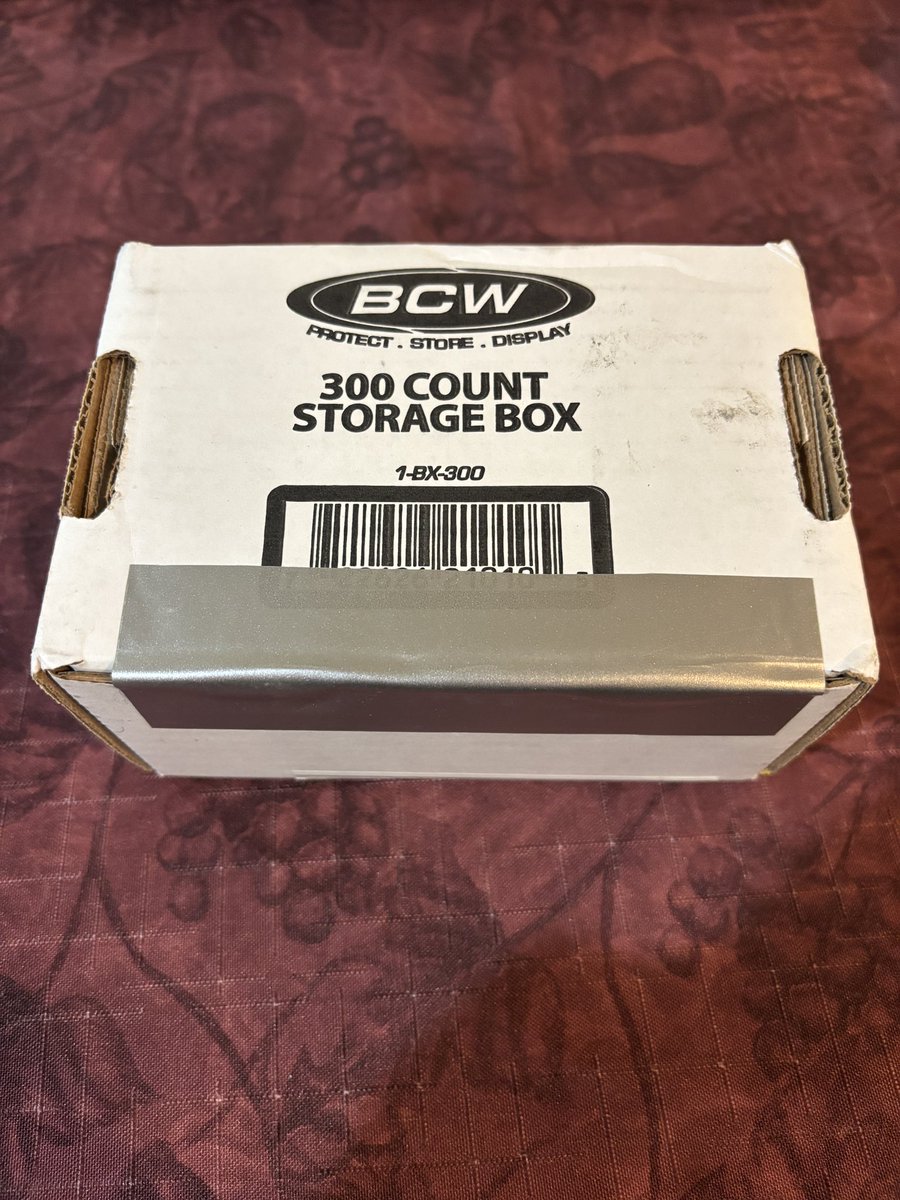 BCW
PROTECT . STORE . DISPLAY
300 COUNT
STORAGE BOX
1-BX-300